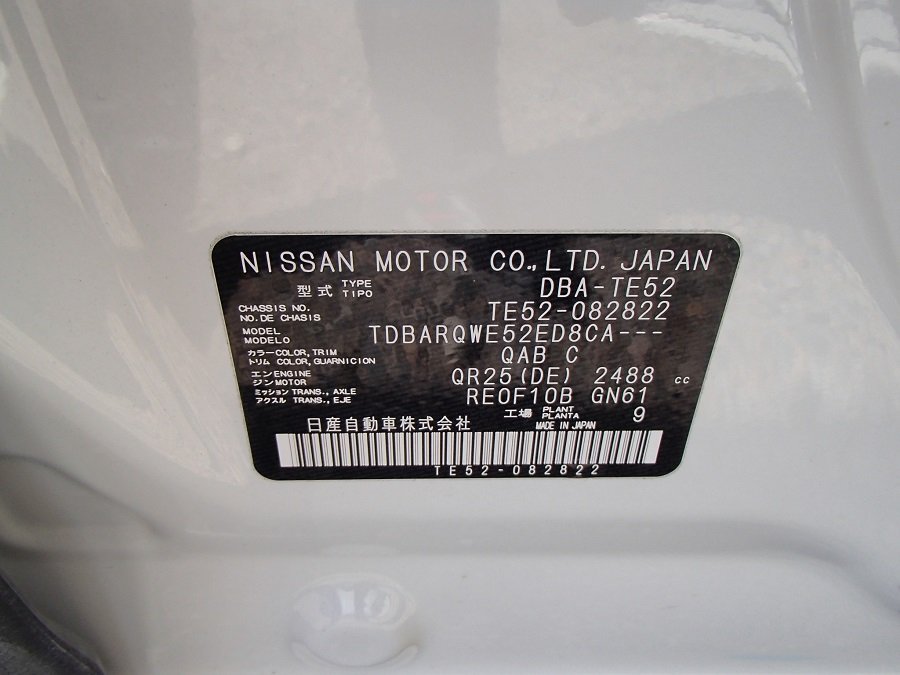 NISSAN MOTOR CO.,LTD. JAPAN
型式 TYPE TIPO DBA-TE52
CHASSIS NO. NO.DE CHASIS TE52-082822
MODEL MODELO TDBARQWE52ED8CA---
カラー COLOR,TRIM トリム COLOR,GUARNICION QAB C
エンジン ENGINE MOTOR QR25(DE) 2488 cc
ミッション TRANS., AXLE アクスル TRANS., EJE RE0F10B GN61
工場 PLANT PLANTA 9
日産自動車株式会社 MADE IN JAPAN
TE52-082822